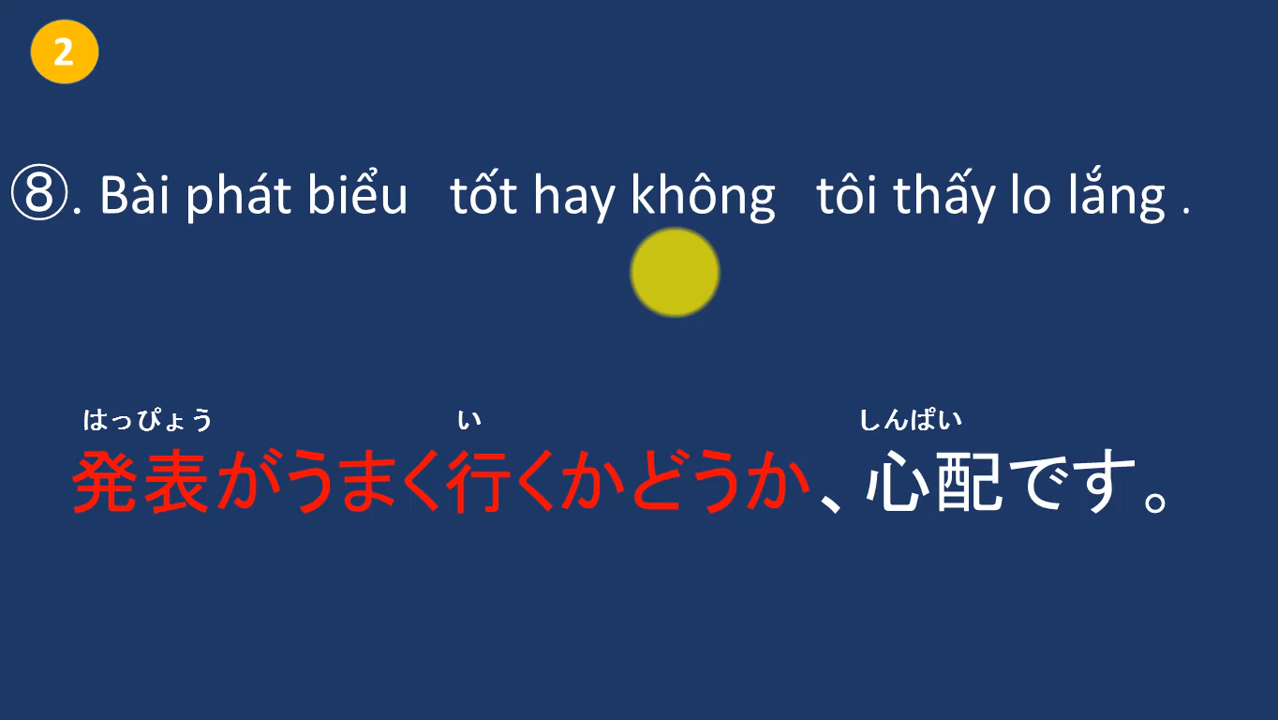 2
⑧. Bài phát biểu tốt hay không tôi thấy lo lắng .
はっぴょう い しんぱい
発表がうまく行くかどうか、心配です。